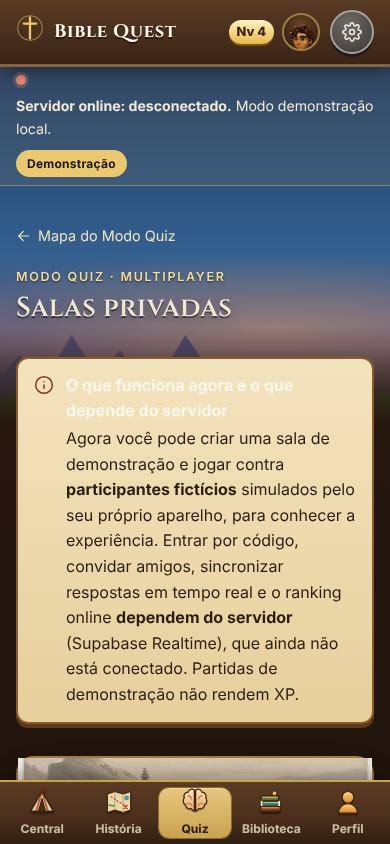 BIBLE QUEST
Nv 4
Servidor online: desconectado. Modo demonstração
local.
Demonstração
← Mapa do Modo Quiz
MODO QUIZ · MULTIPLAYER
SALAS PRIVADAS
O que funciona agora e o que
depende do servidor
Agora você pode criar uma sala de
demonstração e jogar contra
participantes fictícios simulados pelo
seu próprio aparelho, para conhecer a
experiência. Entrar por código,
convidar amigos, sincronizar
respostas em tempo real e o ranking
online dependem do servidor
(Supabase Realtime), que ainda não
está conectado. Partidas de
demonstração não rendem XP.
Central
História
Quiz
Biblioteca
Perfil